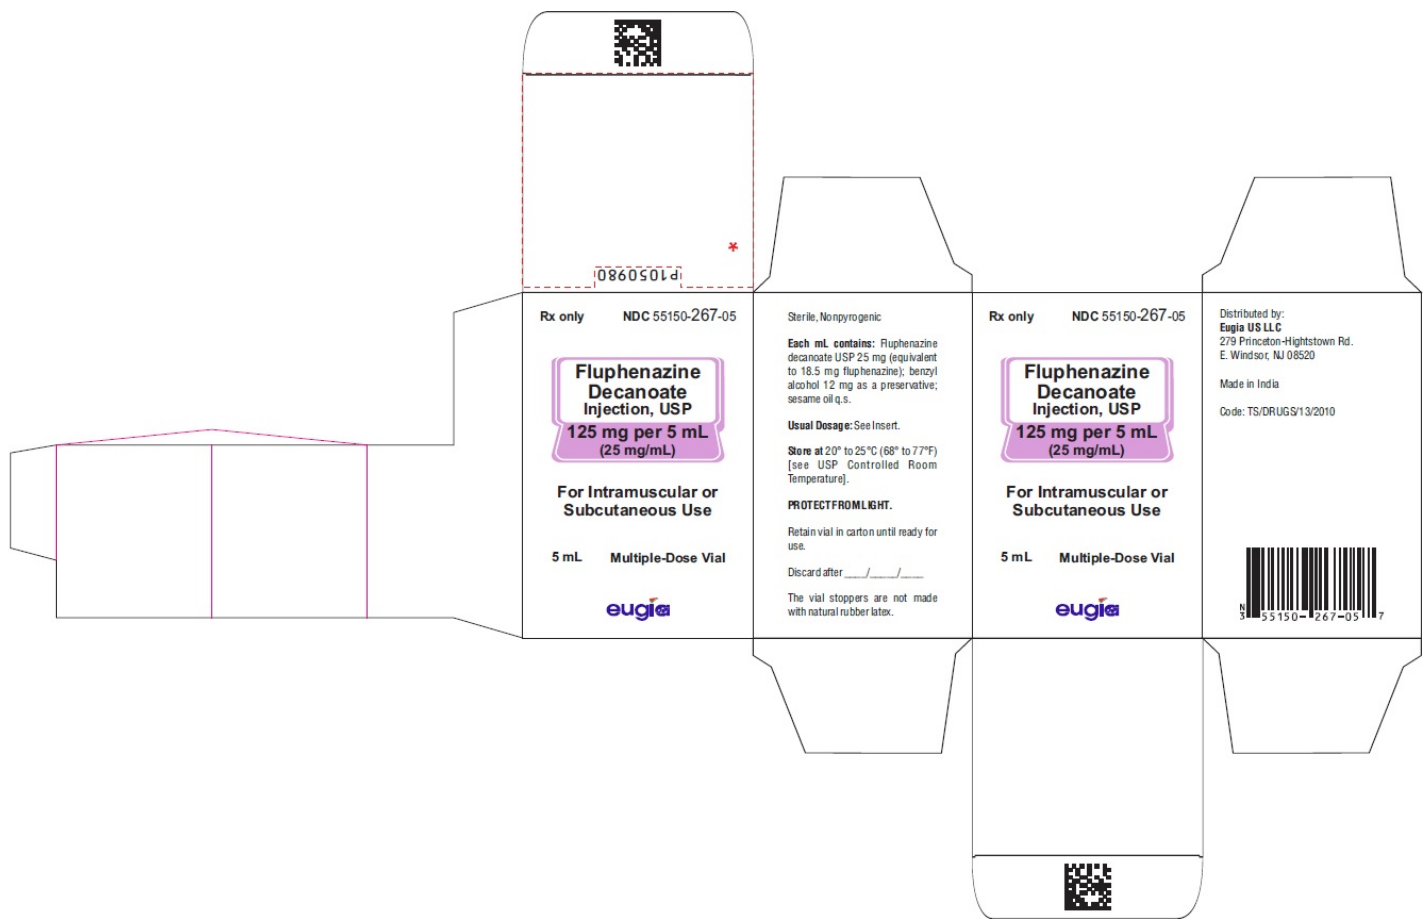 P1050980
*
Rx only NDC 55150-267-05
Fluphenazine
Decanoate
Injection, USP
125 mg per 5 mL
(25 mg/mL)
For Intramuscular or
Subcutaneous Use
5 mL Multiple-Dose Vial
eugia
Sterile, Nonpyrogenic
Each mL contains: Fluphenazine
decanoate USP 25 mg (equivalent
to 18.5 mg fluphenazine); benzyl
alcohol 12 mg as a preservative;
sesame oil q.s.
Usual Dosage: See Insert.
Store at 20° to 25°C (68° to 77°F)
[see USP Controlled Room
Temperature].
PROTECT FROM LIGHT.
Retain vial in carton until ready for
use.
Discard after ____/_____/____
The vial stoppers are not made
with natural rubber latex.
Rx only NDC 55150-267-05
Fluphenazine
Decanoate
Injection, USP
125 mg per 5 mL
(25 mg/mL)
For Intramuscular or
Subcutaneous Use
5 mL Multiple-Dose Vial
eugia
Distributed by:
Eugia US LLC
279 Princeton-Hightstown Rd.
E. Windsor, NJ 08520
Made in India
Code: TS/DRUGS/13/2010
N
3 55150-267-05 7